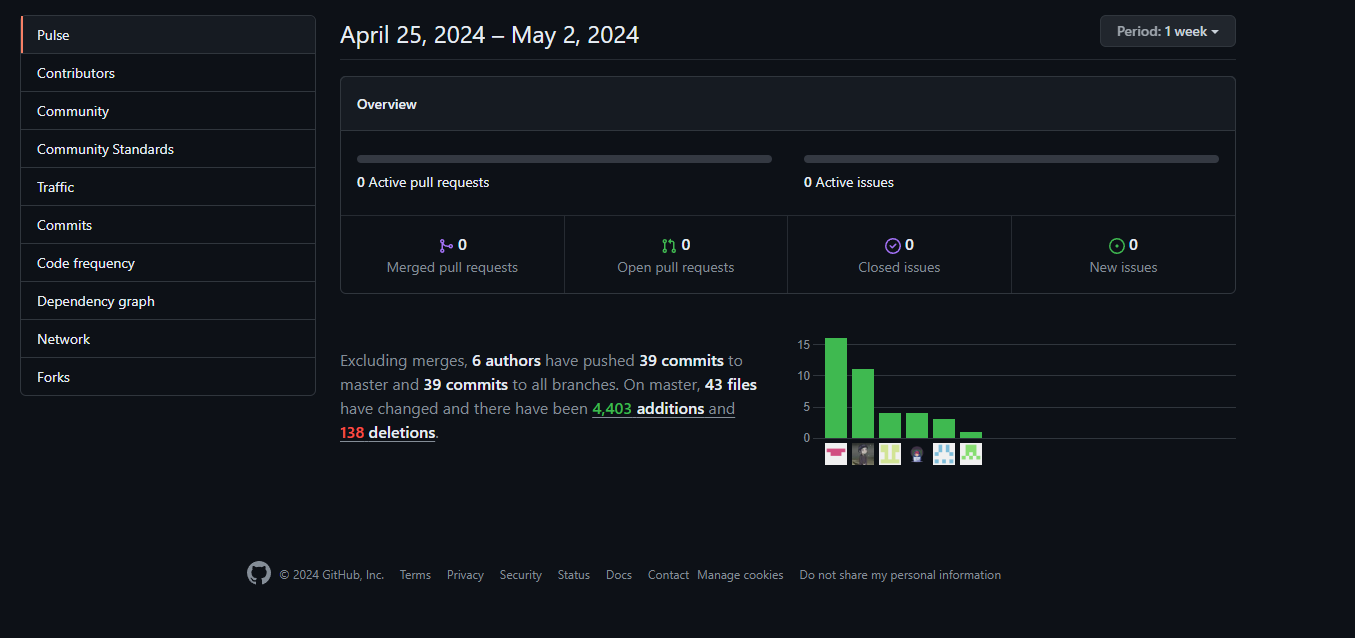 Pulse
Contributors
Community
Community Standards
Traffic
Commits
Code frequency
Dependency graph
Network
Forks
April 25, 2024 – May 2, 2024
Period: 1 week
Overview
0 Active pull requests
0 Active issues
0
Merged pull requests
0
Open pull requests
0
Closed issues
0
New issues
Excluding merges, 6 authors have pushed 39 commits to
master and 39 commits to all branches. On master, 43 files
have changed and there have been 4,403 additions and
138 deletions.
15
10
5
0
© 2024 GitHub, Inc. Terms Privacy Security Status Docs Contact Manage cookies Do not share my personal information